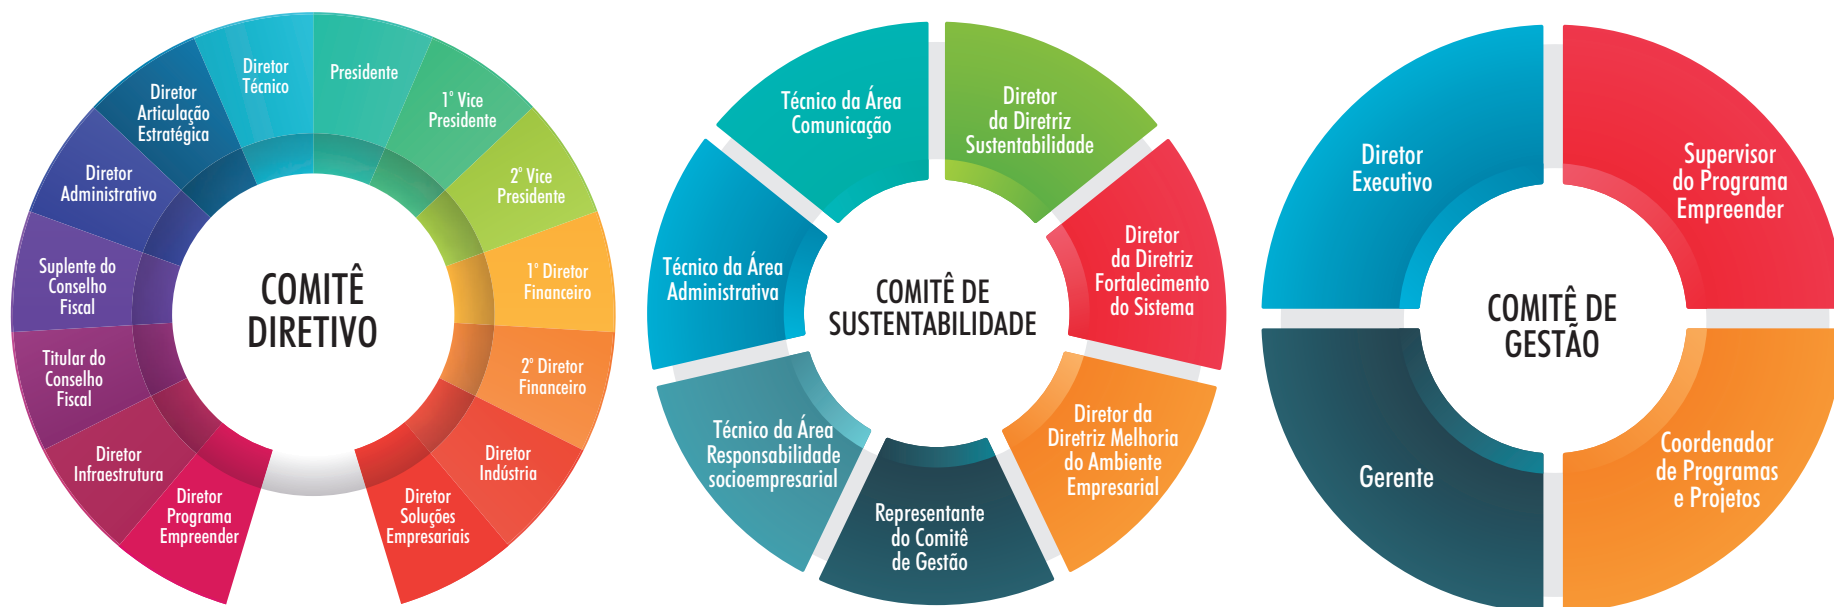 Presidente
1º Vice
Presidente
2º Vice
Presidente
1º Diretor
Financeiro
2º Diretor
Financeiro
Diretor
Indústria
Diretor
Soluções
Empresariais
Diretor
Programa
Empreender
Diretor
Infraestrutura
Titular do
Conselho
Fiscal
Suplente do
Conselho
Fiscal
Diretor
Administrativo
Diretor
Articulação
Estratégica
Diretor
Técnico
COMITÊ
DIRETIVO
Diretor
da Diretriz
Sustentabilidade
Diretor
da Diretriz
Fortalecimento
do Sistema
Diretor da
Diretriz Melhoria
do Ambiente
Empresarial
Representante
do Comitê
de Gestão
Técnico da Área
Responsabilidade
socioempresarial
Técnico da Área
Administrativa
Técnico da Área
Comunicação
COMITÊ DE
SUSTENTABILIDADE
Diretor
Executivo
Supervisor
do Programa
Empreender
Coordenador
de Programas
e Projetos
Gerente
COMITÊ DE
GESTÃO